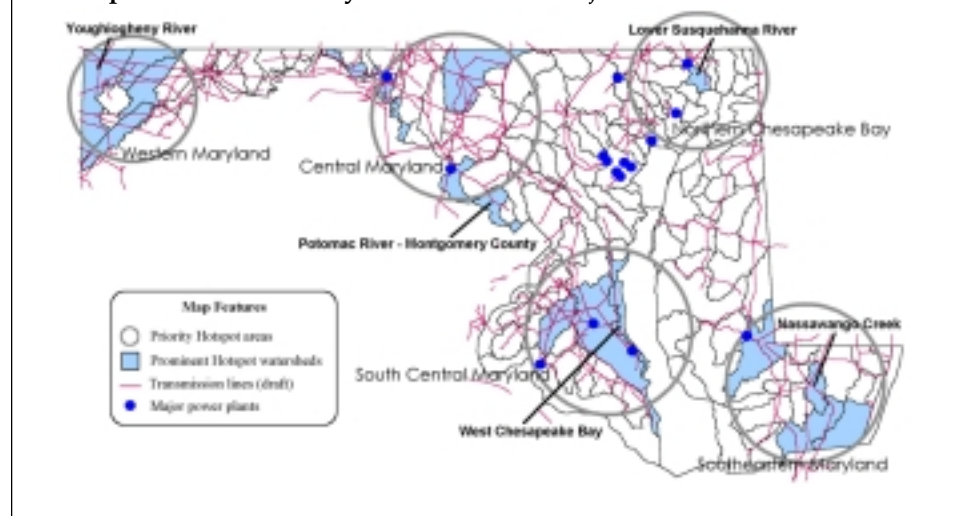 Youghiogheny River
Lower Susquehanna River
Northern Chesapeake Bay
Western Maryland
Central Maryland
Potomac River - Montgomery County
Map Features
Priority Hotspot areas
Prominent Hotspot watersheds
Transmission lines (draft)
Major power plants
Nassawango Creek
South Central Maryland
West Chesapeake Bay
Southeastern Maryland